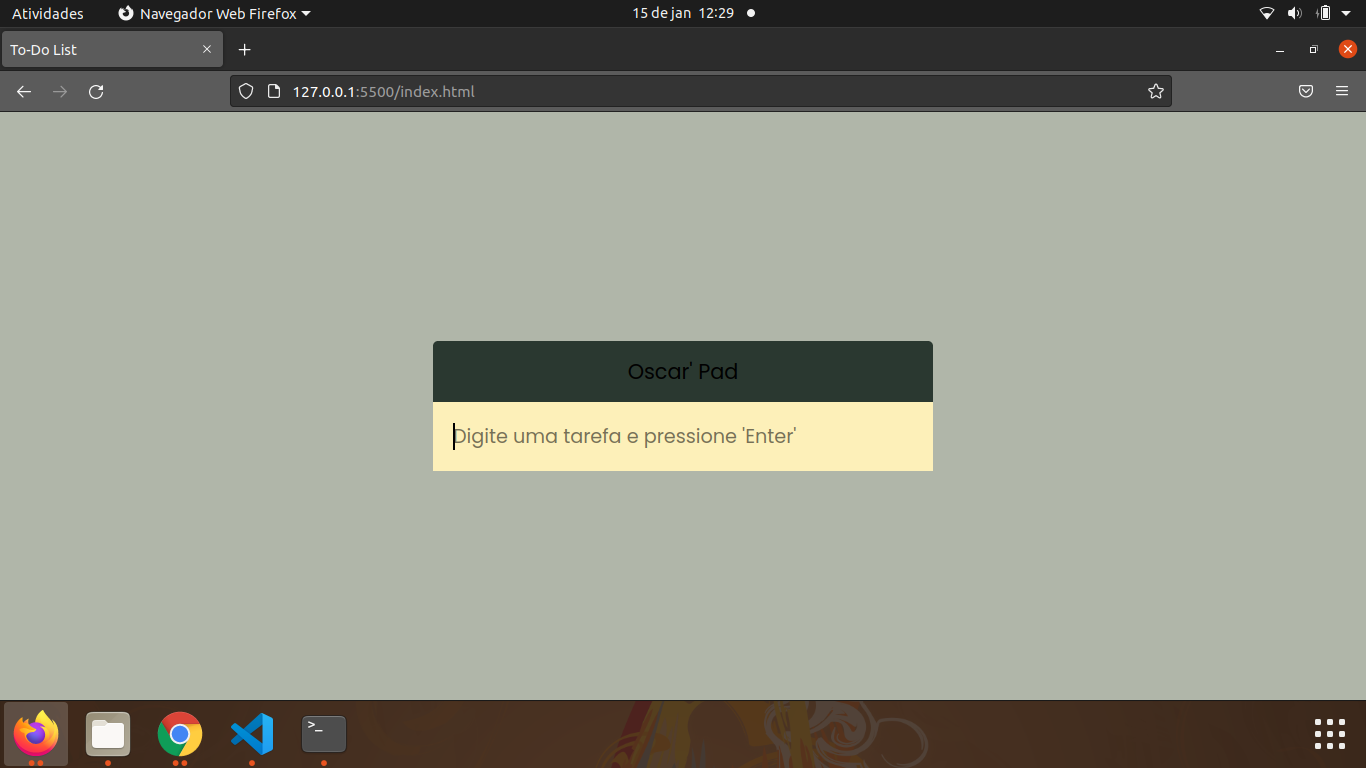 Atividades
Navegador Web Firefox
15 de jan 12:29
To-Do List
127.0.0.1:5500/index.html
Oscar' Pad
Digite uma tarefa e pressione 'Enter'
>_